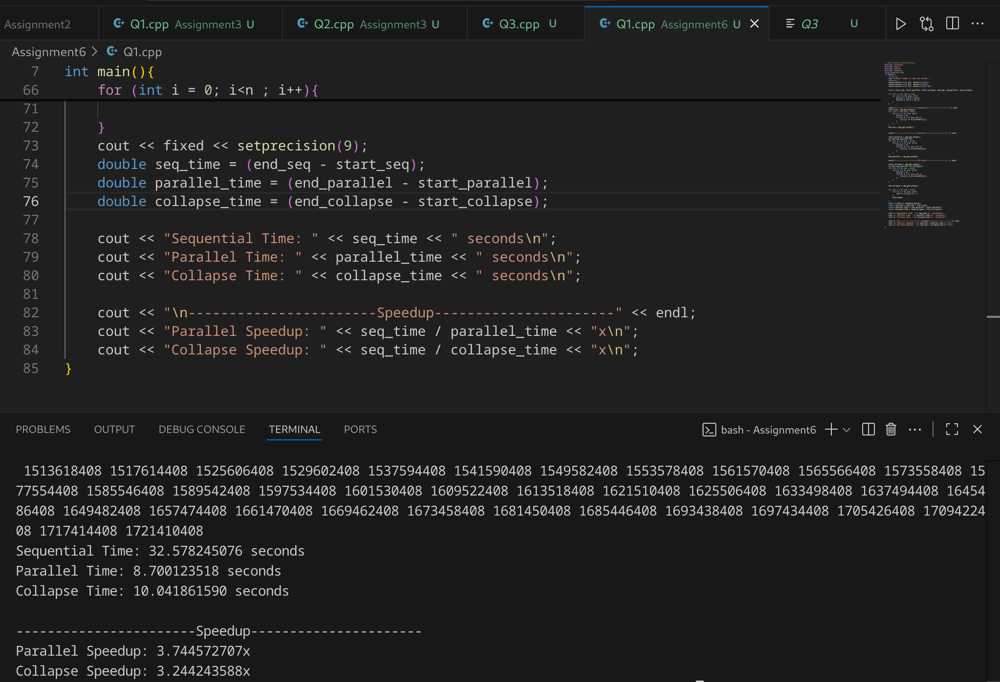 Assignment2
Q1.cpp Assignment3 U
Q2.cpp Assignment3 U
Q3.cpp U
Q1.cpp Assignment6 U
Q3 U
Assignment6 > Q1.cpp
7 int main(){
66 for (int i = 0; i<n ; i++){
71
72 }
73 cout << fixed << setprecision(9);
74 double seq_time = (end_seq - start_seq);
75 double parallel_time = (end_parallel - start_parallel);
76 double collapse_time = (end_collapse - start_collapse);
77
78 cout << "Sequential Time: " << seq_time << " seconds\n";
79 cout << "Parallel Time: " << parallel_time << " seconds\n";
80 cout << "Collapse Time: " << collapse_time << " seconds\n";
81
82 cout << "\n-----------------------Speedup----------------------" << endl;
83 cout << "Parallel Speedup: " << seq_time / parallel_time << "x\n";
84 cout << "Collapse Speedup: " << seq_time / collapse_time << "x\n";
85 }
PROBLEMS OUTPUT DEBUG CONSOLE TERMINAL PORTS
bash - Assignment6
1513618408 1517614408 1525606408 1529602408 1537594408 1541590408 1549582408 1553578408 1561570408 1565566408 1573558408 15
77554408 1585546408 1589542408 1597534408 1601530408 1609522408 1613518408 1621510408 1625506408 1633498408 1637494408 16454
86408 1649482408 1657474408 1661470408 1669462408 1673458408 1681450408 1685446408 1693438408 1697434408 1705426408 17094224
08 1717414408 1721410408
Sequential Time: 32.578245076 seconds
Parallel Time: 8.700123518 seconds
Collapse Time: 10.041861590 seconds
-----------------------Speedup----------------------
Parallel Speedup: 3.744572707x
Collapse Speedup: 3.244243588x